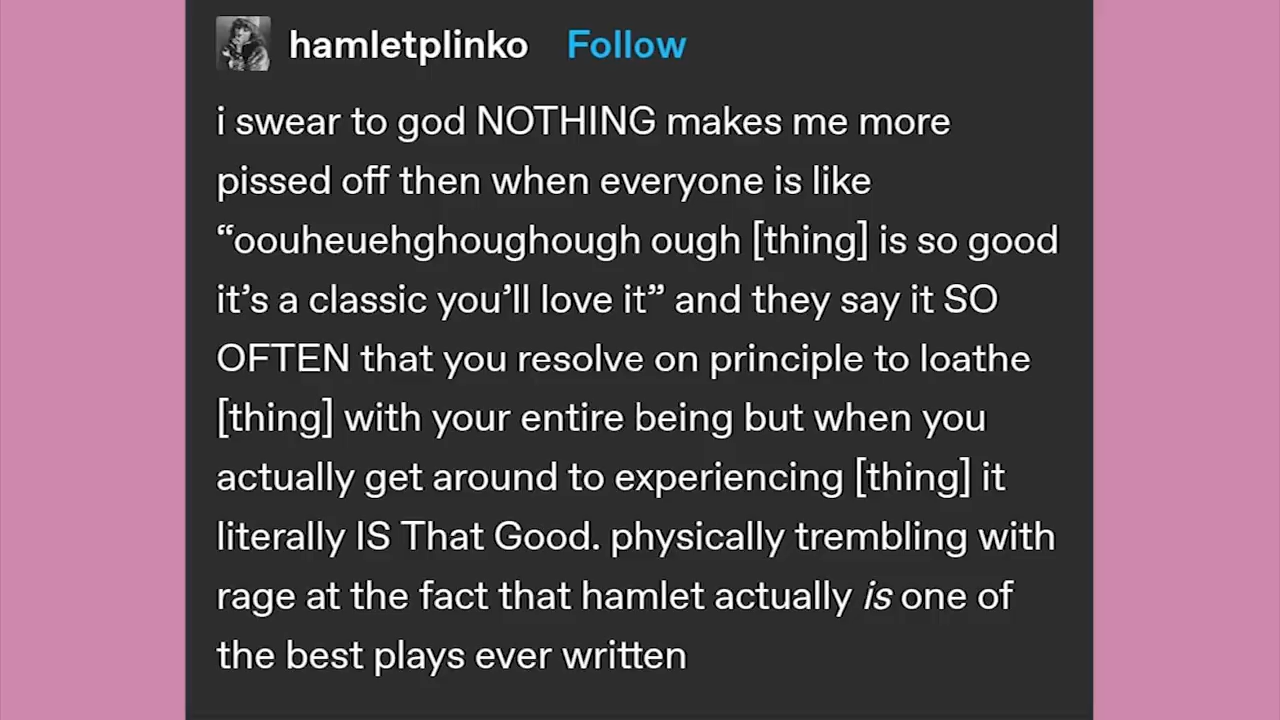 hamletplinko Follow
i swear to god NOTHING makes me more
pissed off then when everyone is like
“oouheuehghoughough ough [thing] is so good
it’s a classic you’ll love it” and they say it SO
OFTEN that you resolve on principle to loathe
[thing] with your entire being but when you
actually get around to experiencing [thing] it
literally IS That Good. physically trembling with
rage at the fact that hamlet actually is one of
the best plays ever written